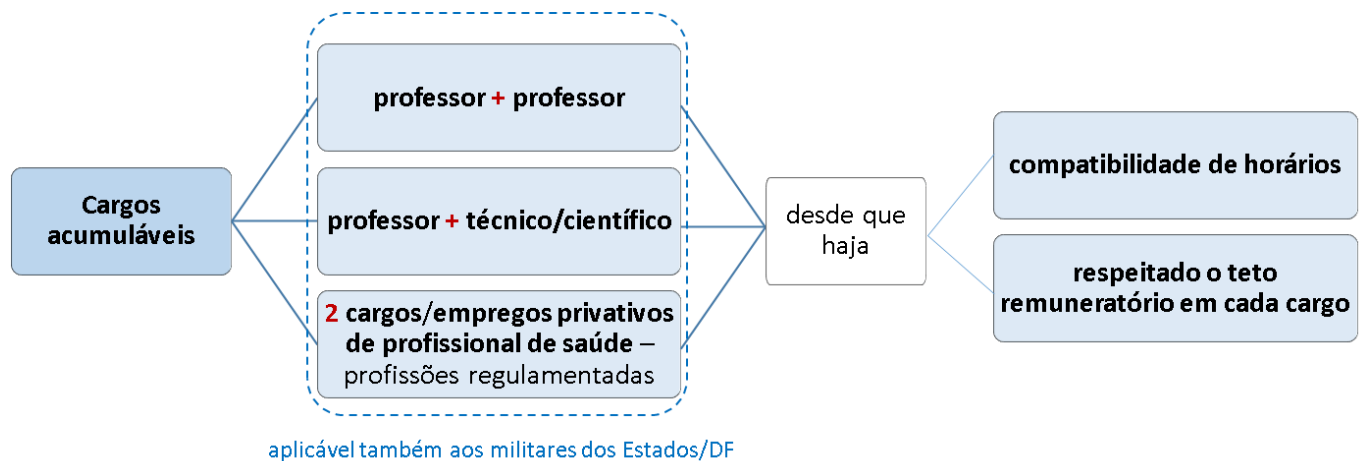 Cargos
acumuláveis
professor + professor
professor + técnico/científico
2 cargos/empregos privativos
de profissional de saúde –
profissões regulamentadas
desde que
haja
compatibilidade de horários
respeitado o teto
remuneratório em cada cargo
aplicável também aos militares dos Estados/DF